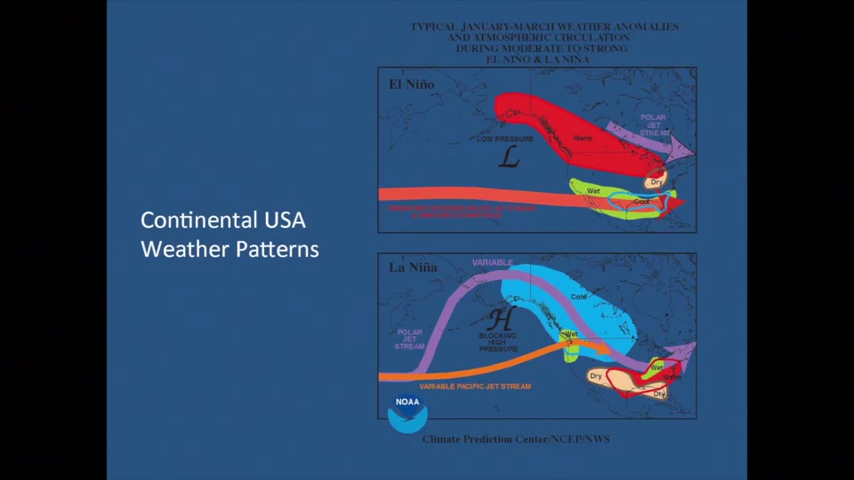 TYPICAL JANUARY-MARCH WEATHER ANOMALIES
AND ATMOSPHERIC CIRCULATION
DURING MODERATE TO STRONG
EL NIÑO & LA NIÑA
Continental USA
Weather Patterns
El Niño
POLAR
JET
STREAM
LOW PRESSURE
L
Warm
Dry
Wet
Cool
La Niña
VARIABLE
Cold
H
BLOCKING
HIGH
PRESSURE
POLAR
JET
STREAM
Wet
VARIABLE PACIFIC JET STREAM
Dry
Wet
Warm
Dry
NOAA
Climate Prediction Center/NCEP/NWS